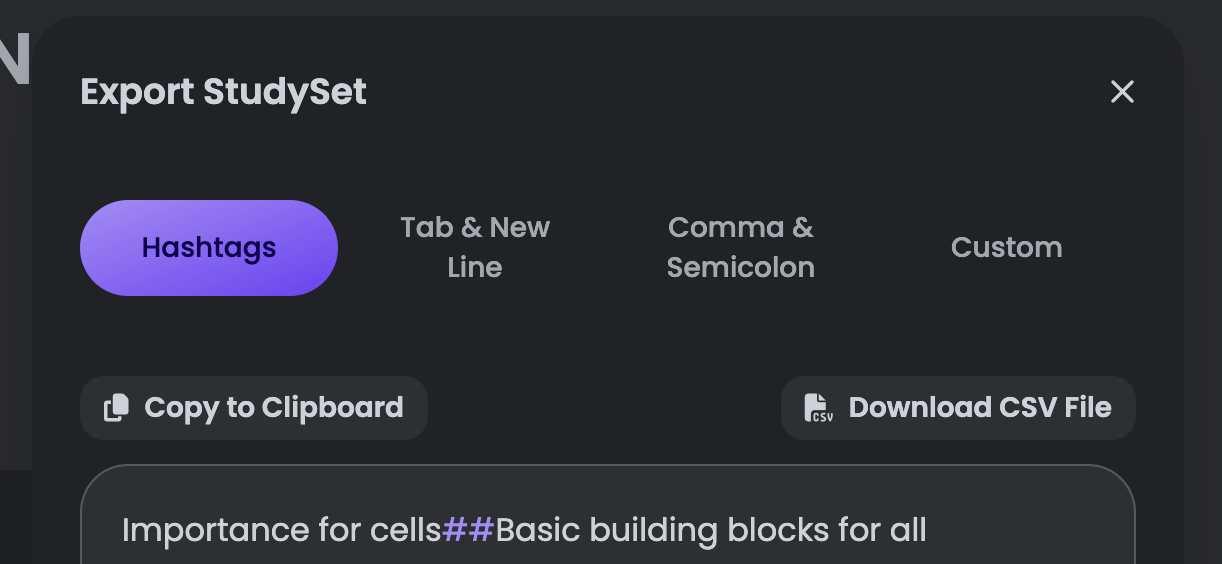 N
Export StudySet
Hashtags
Tab & New
Line
Comma &
Semicolon
Custom
Copy to Clipboard
CSV
Download CSV File
Importance for cells##Basic building blocks for all